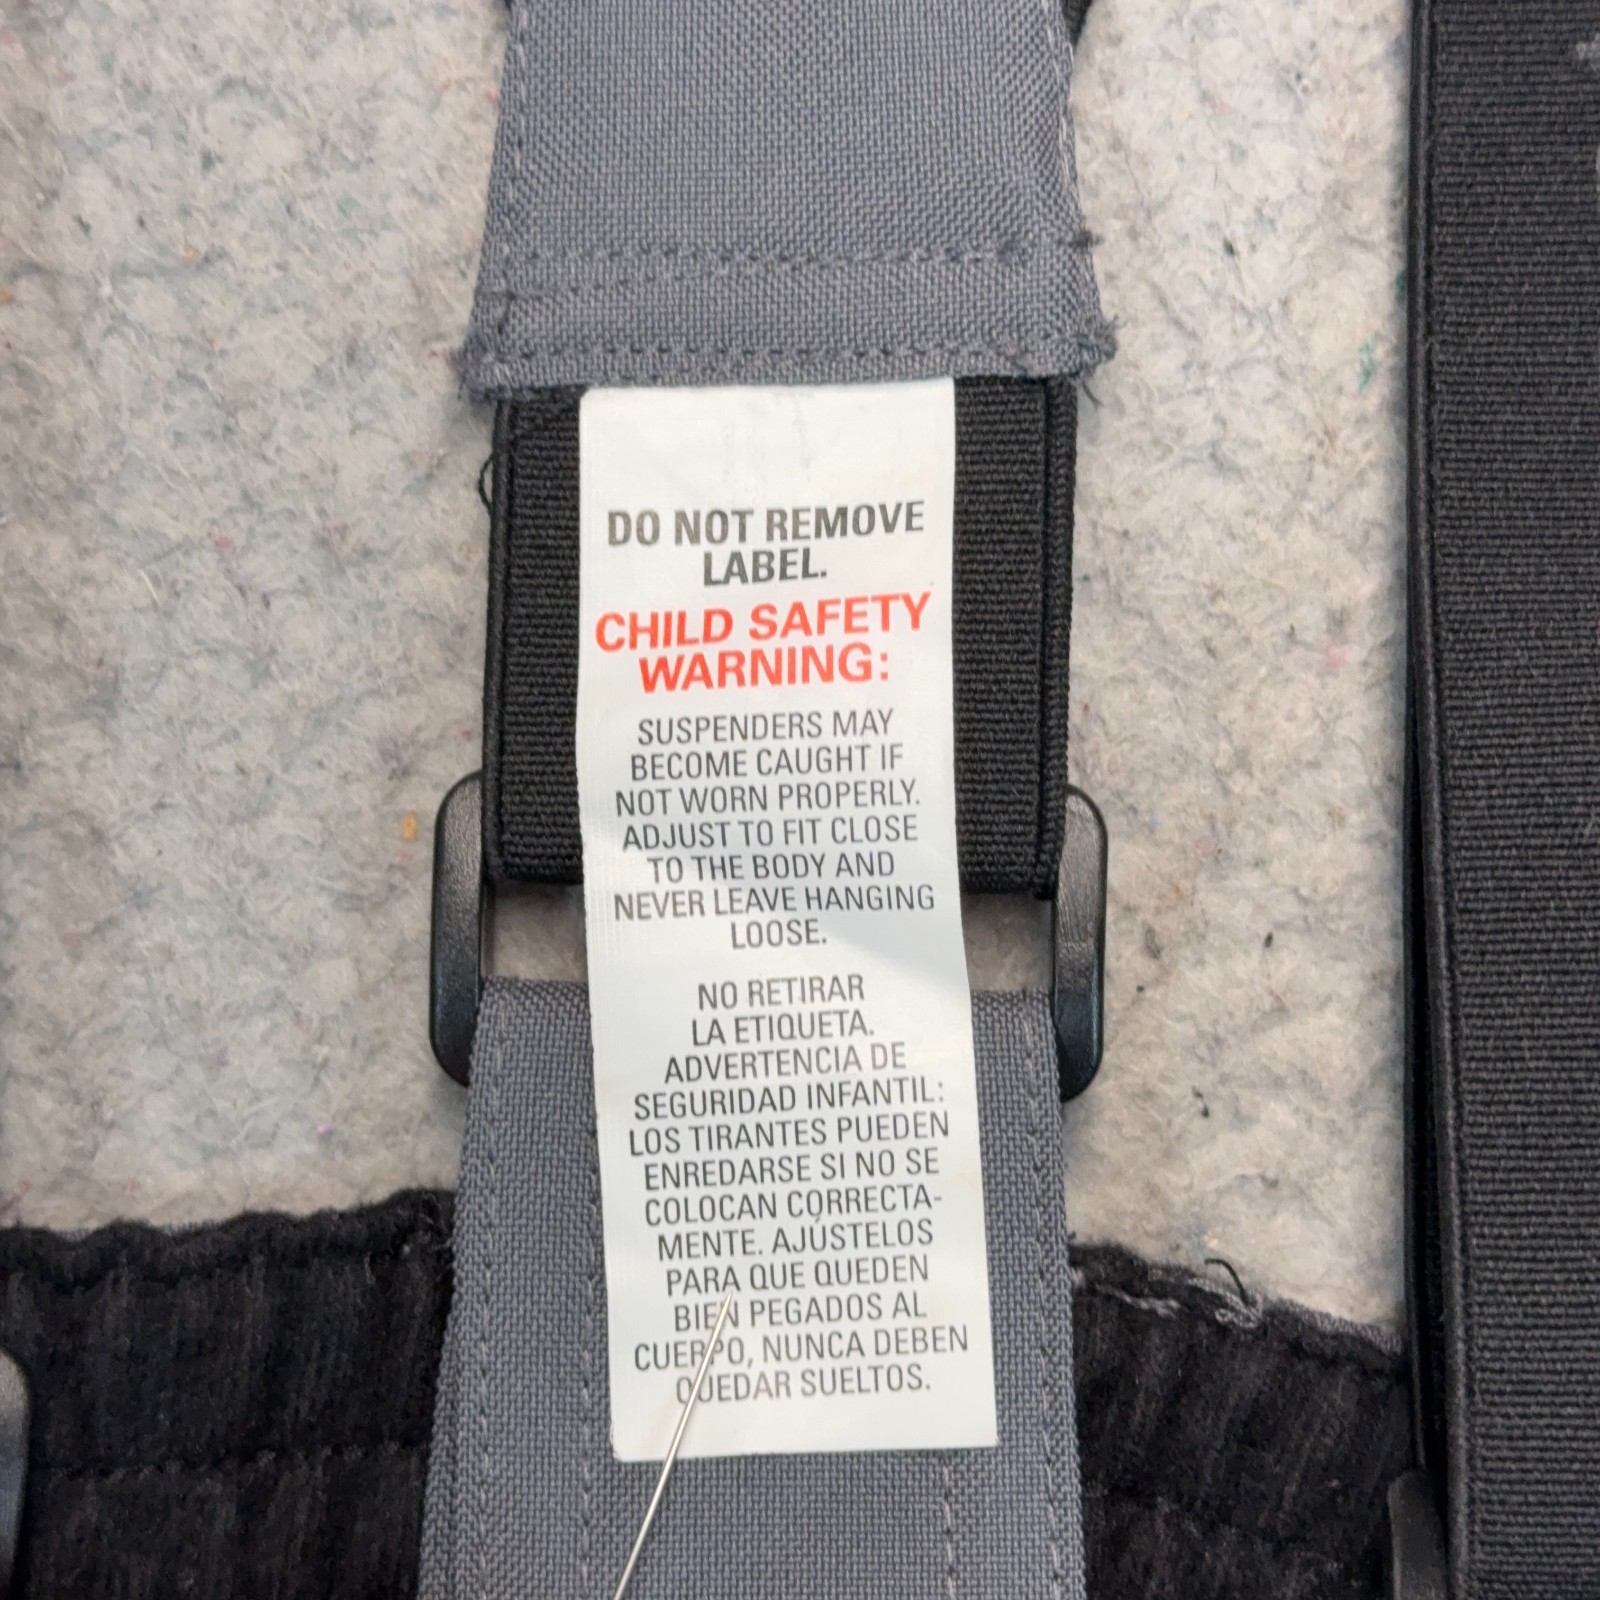 DO NOT REMOVE
LABEL.
CHILD SAFETY
WARNING:
SUSPENDERS MAY
BECOME CAUGHT IF
NOT WORN PROPERLY.
ADJUST TO FIT CLOSE
TO THE BODY AND
NEVER LEAVE HANGING
LOOSE.
NO RETIRAR
LA ETIQUETA.
ADVERTENCIA DE
SEGURIDAD INFANTIL:
LOS TIRANTES PUEDEN
ENREDARSE SI NO SE
COLOCAN CORRECTA-
MENTE. AJÚSTELOS
PARA QUE QUEDEN
BIEN PEGADOS AL
CUERPO, NUNCA DEBEN
QUEDAR SUELTOS.